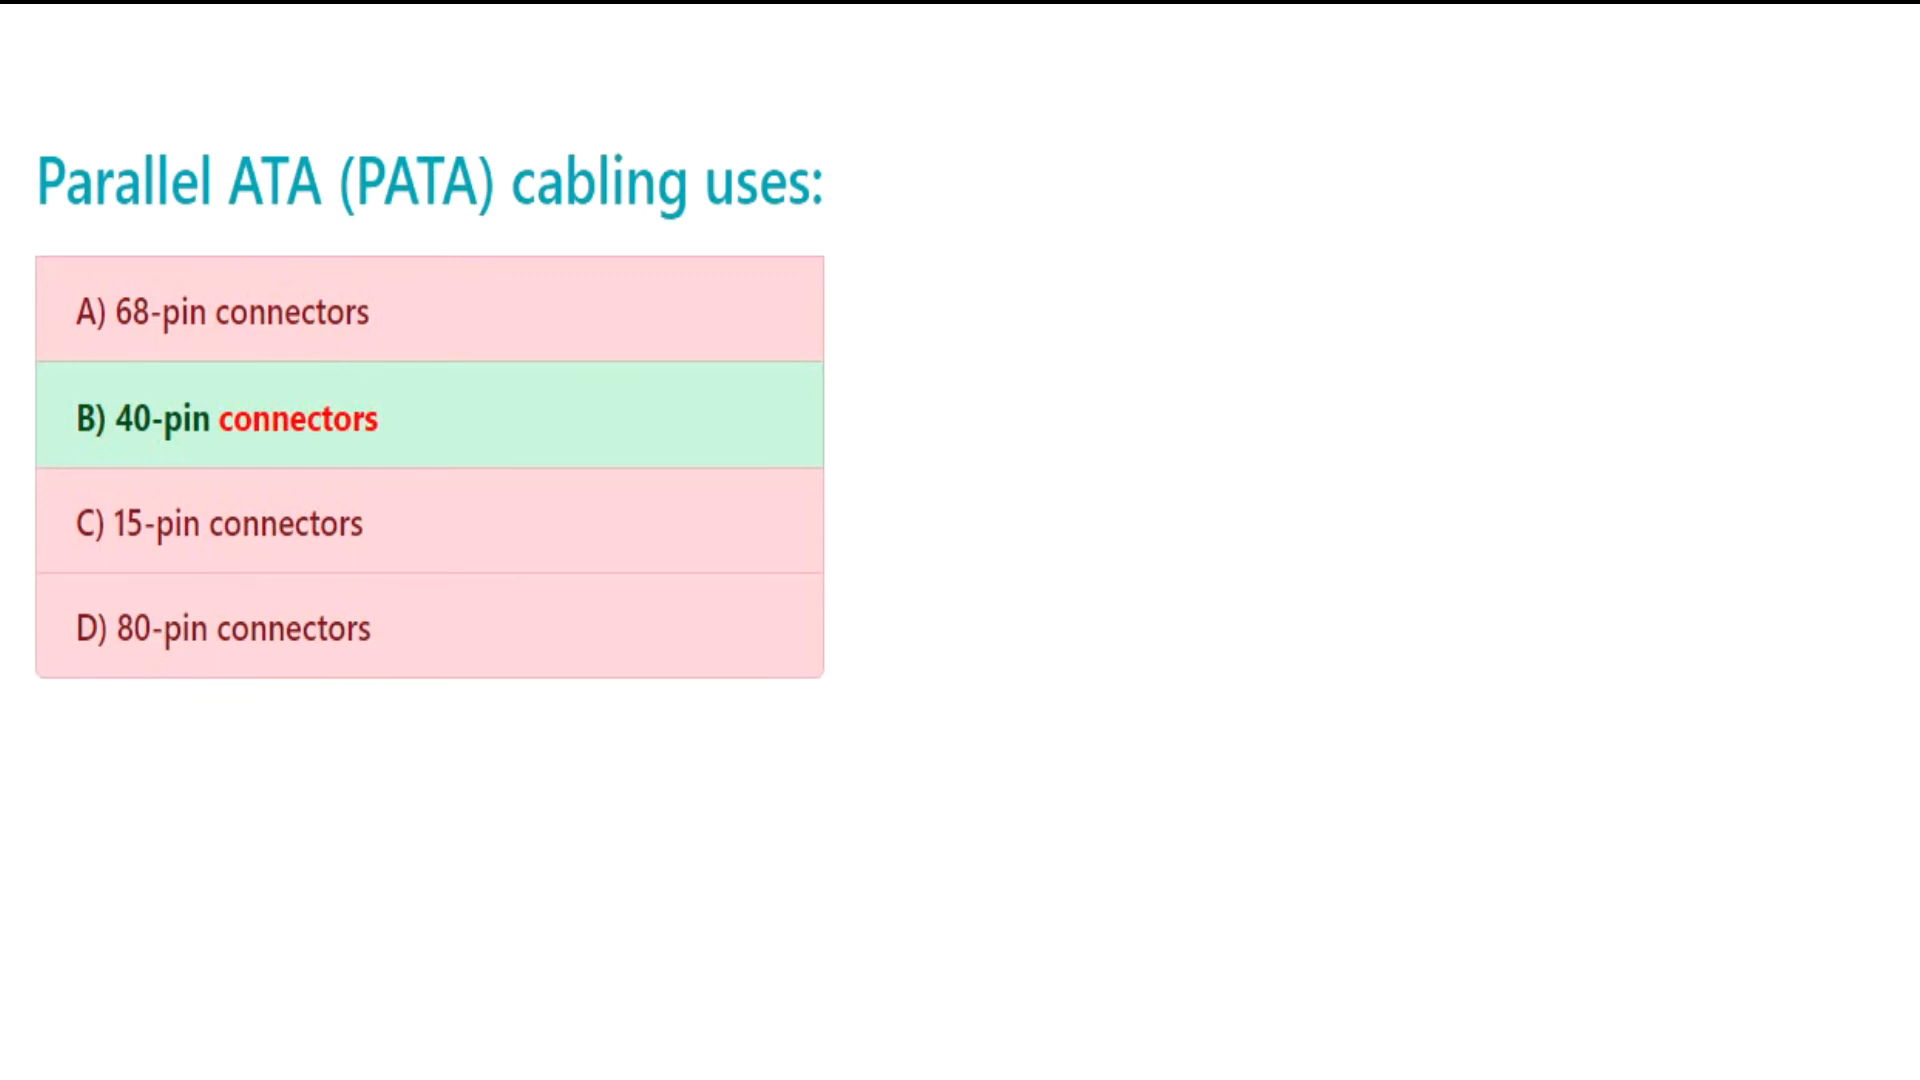 Parallel ATA (PATA) cabling uses:
A) 68-pin connectors
B) 40-pin connectors
C) 15-pin connectors
D) 80-pin connectors